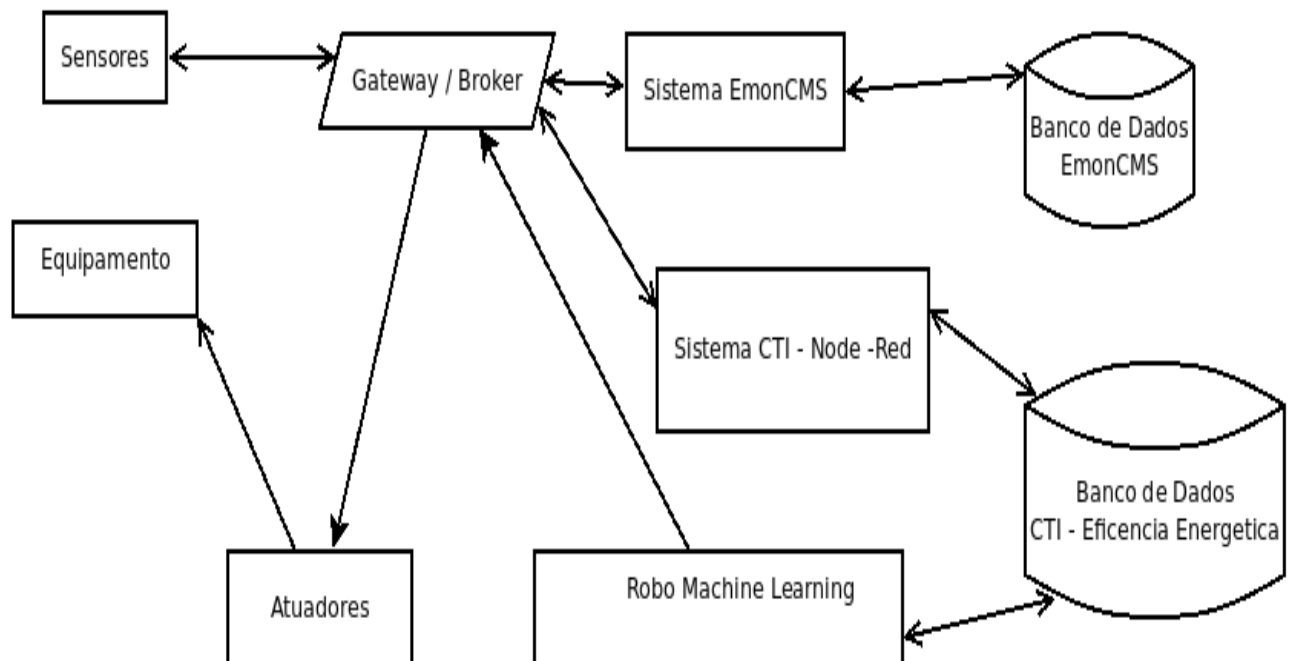 Sensores
Gateway / Broker
Sistema EmonCMS
Banco de Dados
EmonCMS
Equipamento
Sistema CTI - Node -Red
Banco de Dados
CTI - Eficencia Energetica
Atuadores
Robo Machine Learning